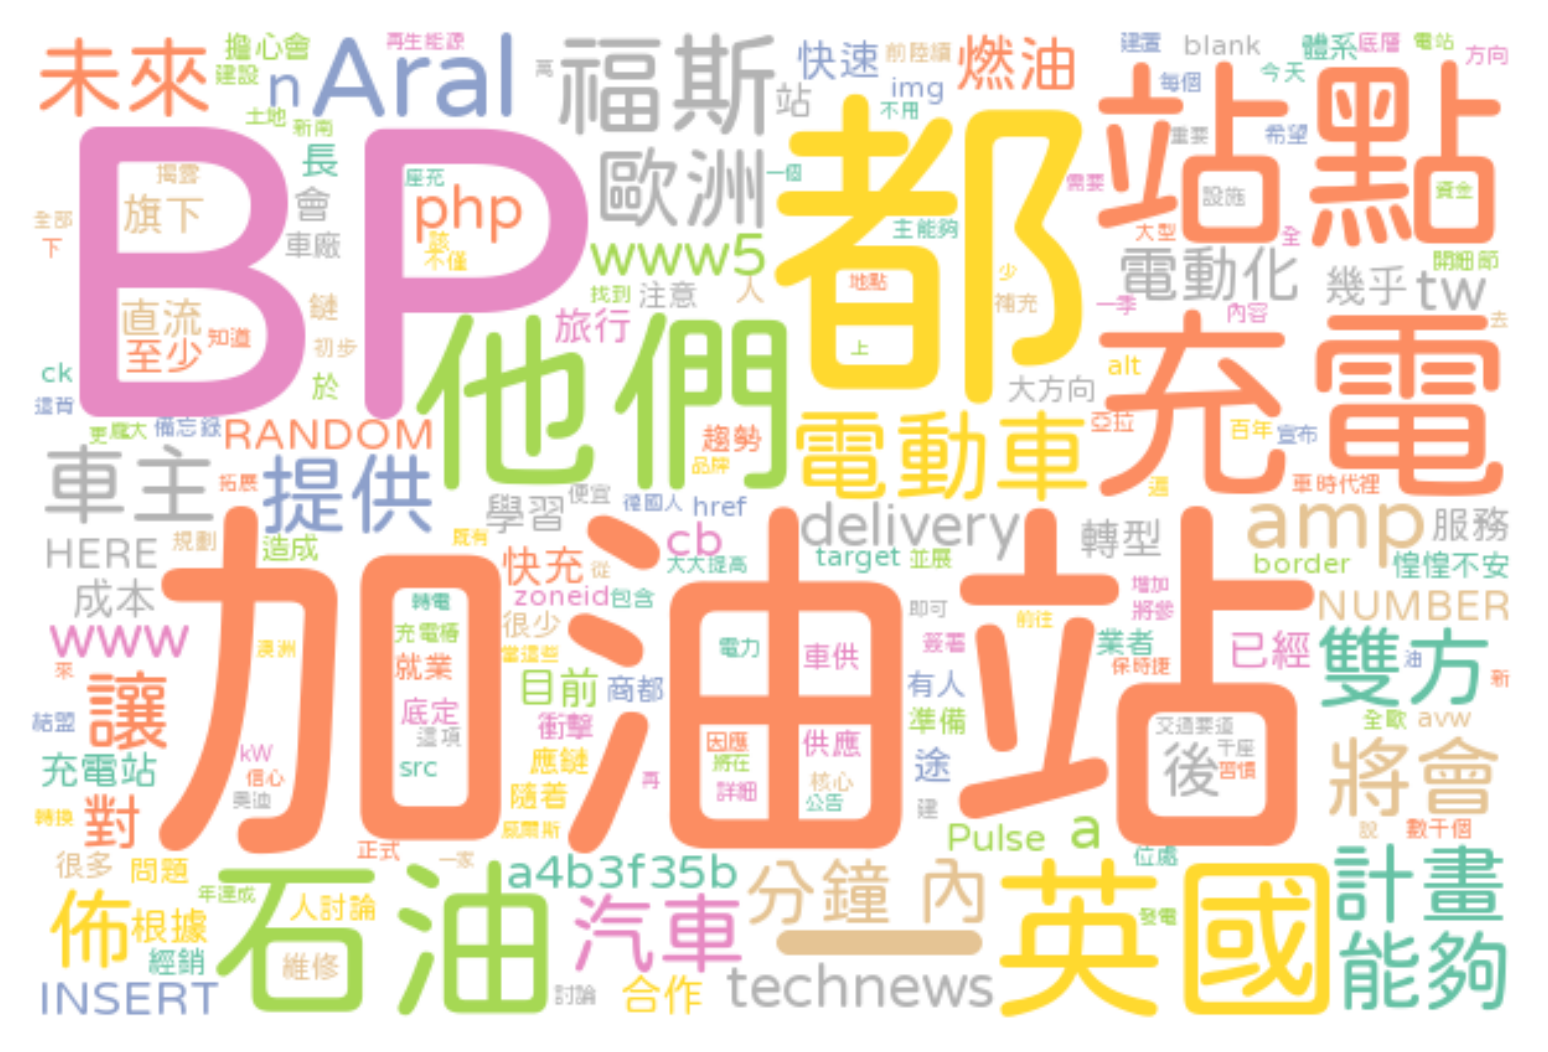 未來
擔心會
再生能源
建設
n
Aral
土地
新南
高
福斯
站
快速
前陸續
img
不用
燃油
建置
blank
體系
底層
電站
方向
每個
今天
站點
重要
希望
設施
資金
BP
揭露
旗下
長
會
車廠
座充
php
該
不僅
歐洲
一個
www5
主能夠
都
需要
大型
全
全部
下
直流
至少
知道
鏈
初步
於
找到
注意
人
旅行
地點
上
少
補充
電動化
幾乎
tw
開細節
一季
內容
去
ck
這背
更
龐大
備忘錄
RANDOM
他們
趨勢
品牌
大方向
alt
充電
電動車
亞拉
百年
宣布
車主
拓展
提供
學習
便宜
德國人
href
週
車時代裡
HERE
規劃
造成
既有
cb
delivery
轉型
amp
服務
成本
快充
從
大大提高
target
並展
border
惶惶不安
加油站
轉電
zoneid
包含
即可
前往
增加
將參
NUMBER
www
澳洲
充電樁
很少
當這些
電力
車供
簽署
業者
保時捷
已經
雙方
油
來
讓
就業
目前
商都
有人
新
結盟
底定
這項
衝擊
準備
交通要道
全歐
avw
充電站
kW
信心
奧迪
src
應鏈
再
因應
將在
供應
途
後
千座
習慣
將會
轉換
對
隨着
詳細
核心
公告
建
威爾斯
Pulse
a
說
數千個
很多
問題
正式
一家
a4b3f35b
分鐘
內
位處
計畫
年達成
佈
根據
石油
人討論
汽車
英國
發電
能夠
經銷
維修
INSERT
討論
合作
technews